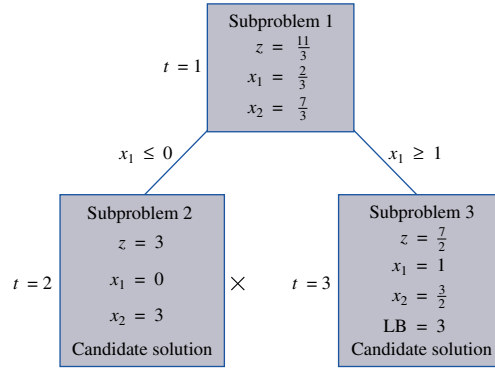 Subproblem 1
z = 11/3
t = 1
x₁ = 2/3
x₂ = 7/3
x₁ ≤ 0
x₁ ≥ 1
Subproblem 2
z = 3
t = 2
x₁ = 0
x₂ = 3
Candidate solution
×
Subproblem 3
z = 7/2
x₁ = 1
t = 3
x₂ = 3/2
LB = 3
Candidate solution